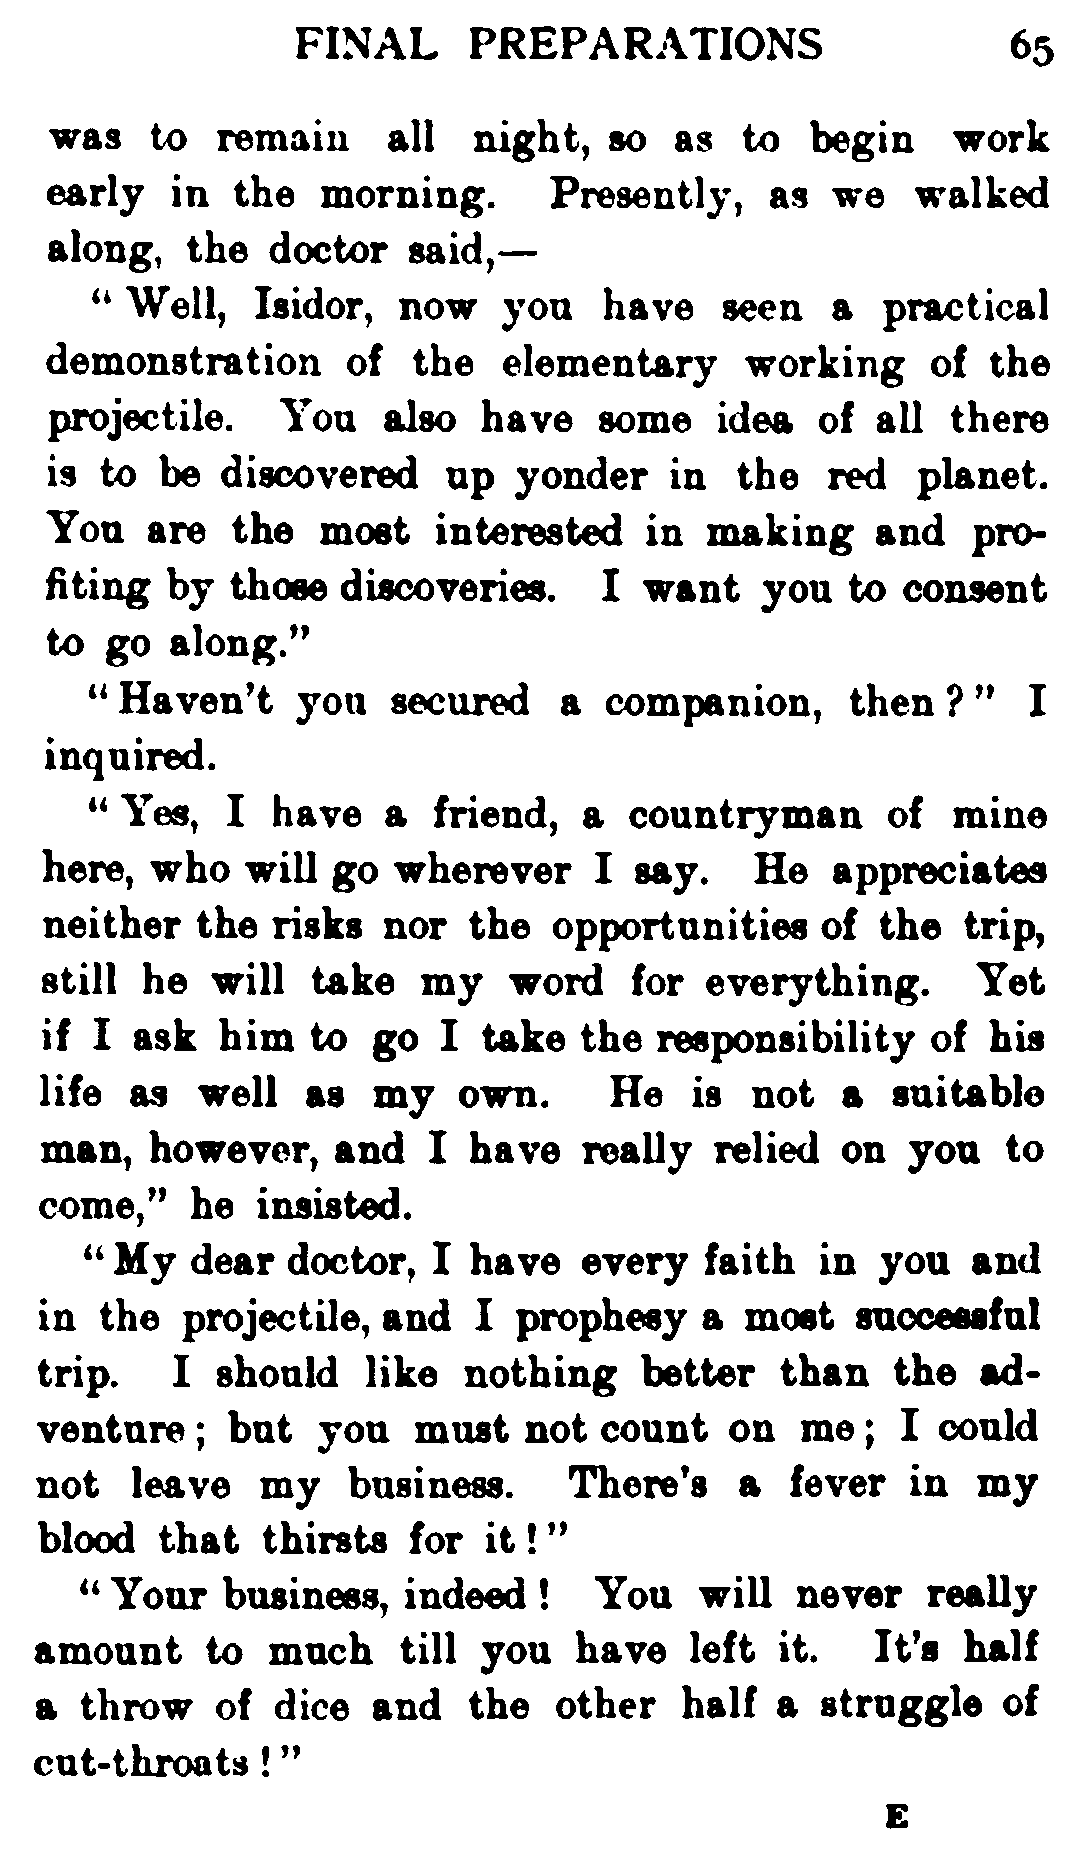 FINAL PREPARATIONS 65
was to remain all night, so as to begin work
early in the morning. Presently, as we walked
along, the doctor said,—
“Well, Isidor, now you have seen a practical
demonstration of the elementary working of the
projectile. You also have some idea of all there
is to be discovered up yonder in the red planet.
You are the most interested in making and pro-
fiting by those discoveries. I want you to consent
to go along.”
“Haven’t you secured a companion, then?” I
inquired.
“Yes, I have a friend, a countryman of mine
here, who will go wherever I say. He appreciates
neither the risks nor the opportunities of the trip,
still he will take my word for everything. Yet
if I ask him to go I take the responsibility of his
life as well as my own. He is not a suitable
man, however, and I have really relied on you to
come,” he insisted.
“My dear doctor, I have every faith in you and
in the projectile, and I prophesy a most successful
trip. I should like nothing better than the ad-
venture; but you must not count on me; I could
not leave my business. There’s a fever in my
blood that thirsts for it!”
“Your business, indeed! You will never really
amount to much till you have left it. It’s half
a throw of dice and the other half a struggle of
cut-throats!”
E